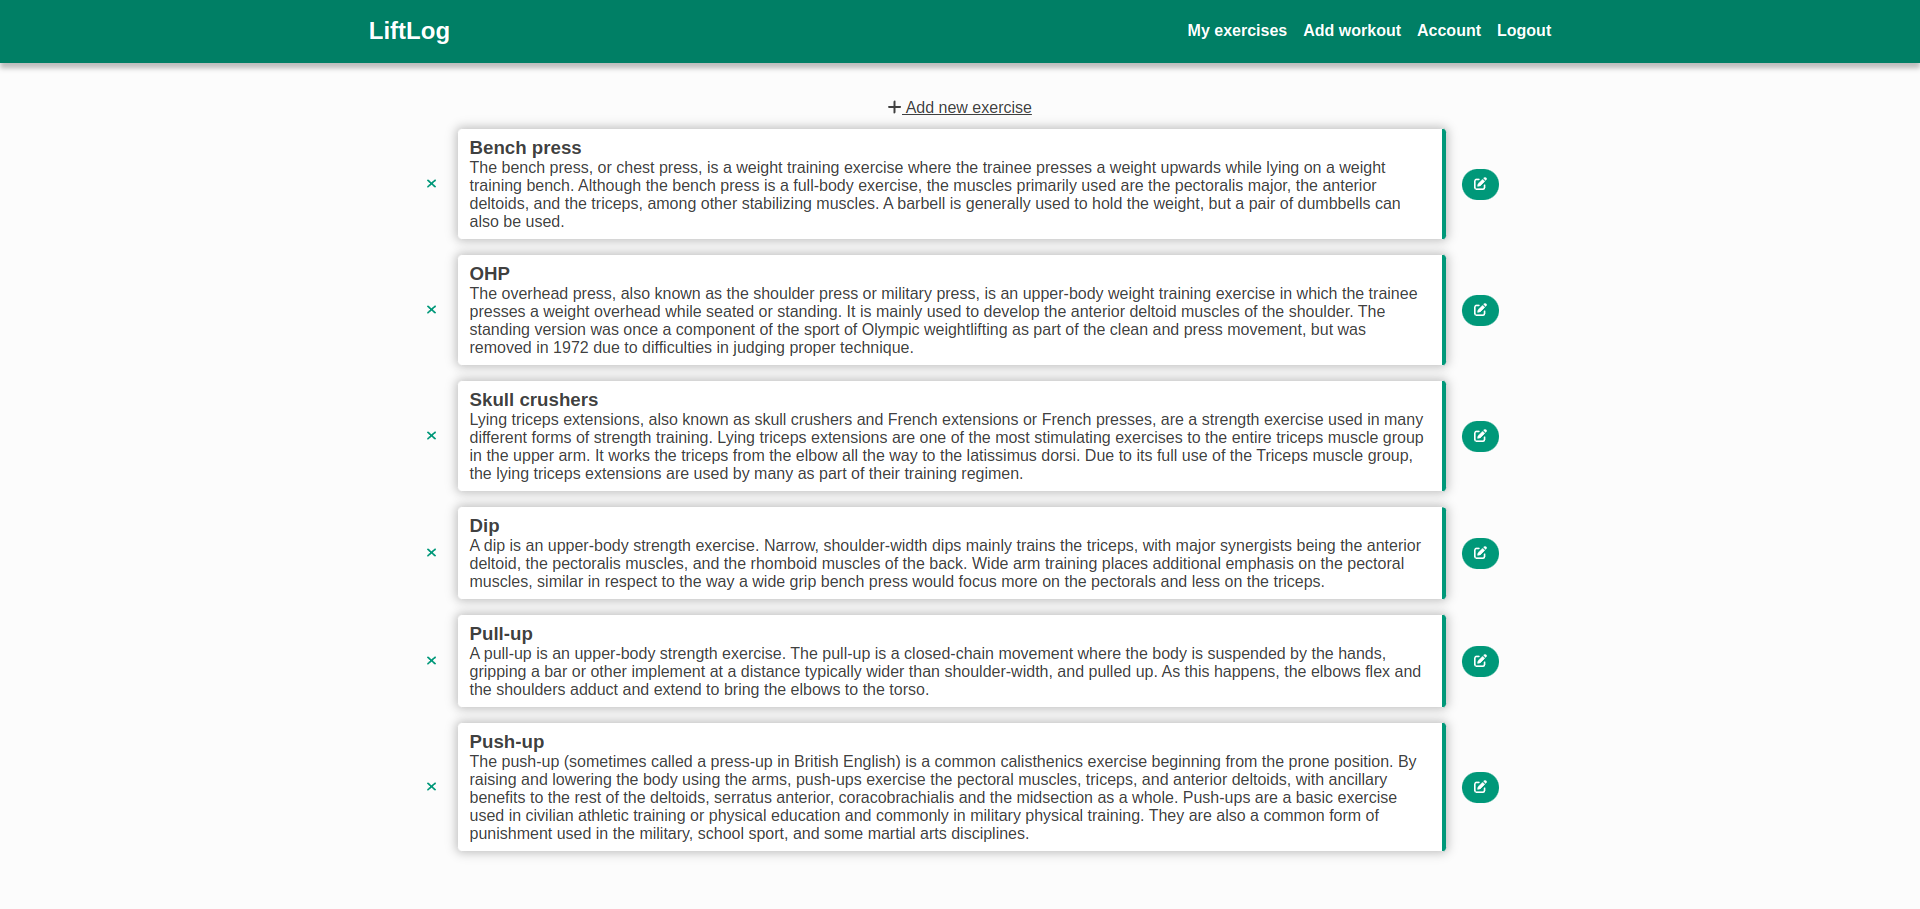 LiftLog
My exercises Add workout Account Logout
Add new exercise
Bench press
The bench press, or chest press, is a weight training exercise where the trainee presses a weight upwards while lying on a weight
training bench. Although the bench press is a full-body exercise, the muscles primarily used are the pectoralis major, the anterior
deltoids, and the triceps, among other stabilizing muscles. A barbell is generally used to hold the weight, but a pair of dumbbells can
also be used.
OHP
The overhead press, also known as the shoulder press or military press, is an upper-body weight training exercise in which the trainee
presses a weight overhead while seated or standing. It is mainly used to develop the anterior deltoid muscles of the shoulder. The
standing version was once a component of the sport of Olympic weightlifting as part of the clean and press movement, but was
removed in 1972 due to difficulties in judging proper technique.
Skull crushers
Lying triceps extensions, also known as skull crushers and French extensions or French presses, are a strength exercise used in many
different forms of strength training. Lying triceps extensions are one of the most stimulating exercises to the entire triceps muscle group
in the upper arm. It works the triceps from the elbow all the way to the latissimus dorsi. Due to its full use of the Triceps muscle group,
the lying triceps extensions are used by many as part of their training regimen.
Dip
A dip is an upper-body strength exercise. Narrow, shoulder-width dips mainly trains the triceps, with major synergists being the anterior
deltoid, the pectoralis muscles, and the rhomboid muscles of the back. Wide arm training places additional emphasis on the pectoral
muscles, similar in respect to the way a wide grip bench press would focus more on the pectorals and less on the triceps.
Pull-up
A pull-up is an upper-body strength exercise. The pull-up is a closed-chain movement where the body is suspended by the hands,
gripping a bar or other implement at a distance typically wider than shoulder-width, and pulled up. As this happens, the elbows flex and
the shoulders adduct and extend to bring the elbows to the torso.
Push-up
The push-up (sometimes called a press-up in British English) is a common calisthenics exercise beginning from the prone position. By
raising and lowering the body using the arms, push-ups exercise the pectoral muscles, triceps, and anterior deltoids, with ancillary
benefits to the rest of the deltoids, serratus anterior, coracobrachialis and the midsection as a whole. Push-ups are a basic exercise
used in civilian athletic training or physical education and commonly in military physical training. They are also a common form of
punishment used in the military, school sport, and some martial arts disciplines.